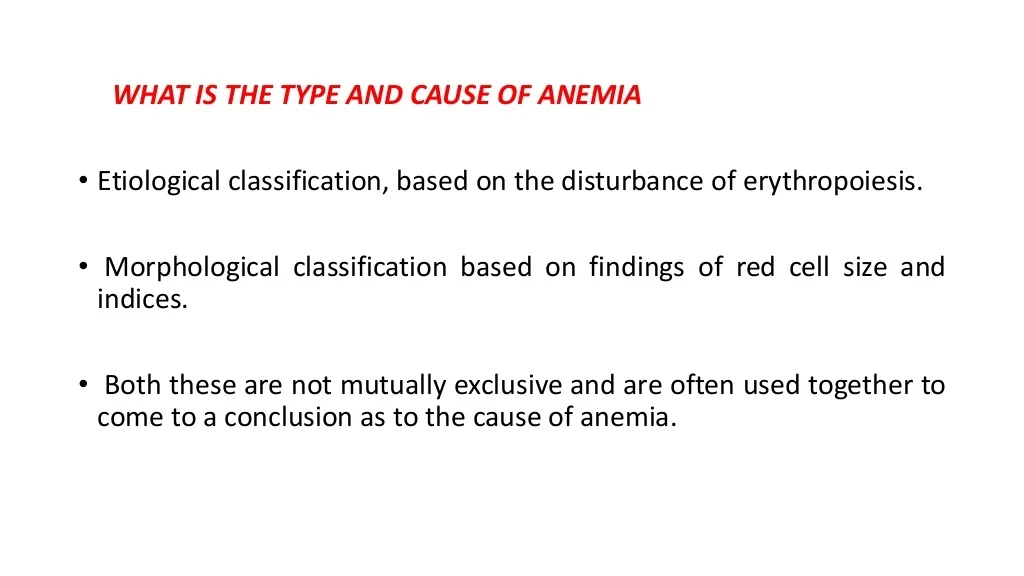 WHAT IS THE TYPE AND CAUSE OF ANEMIA
• Etiological classification, based on the disturbance of erythropoiesis.
• Morphological classification based on findings of red cell size and
indices.
• Both these are not mutually exclusive and are often used together to
come to a conclusion as to the cause of anemia.